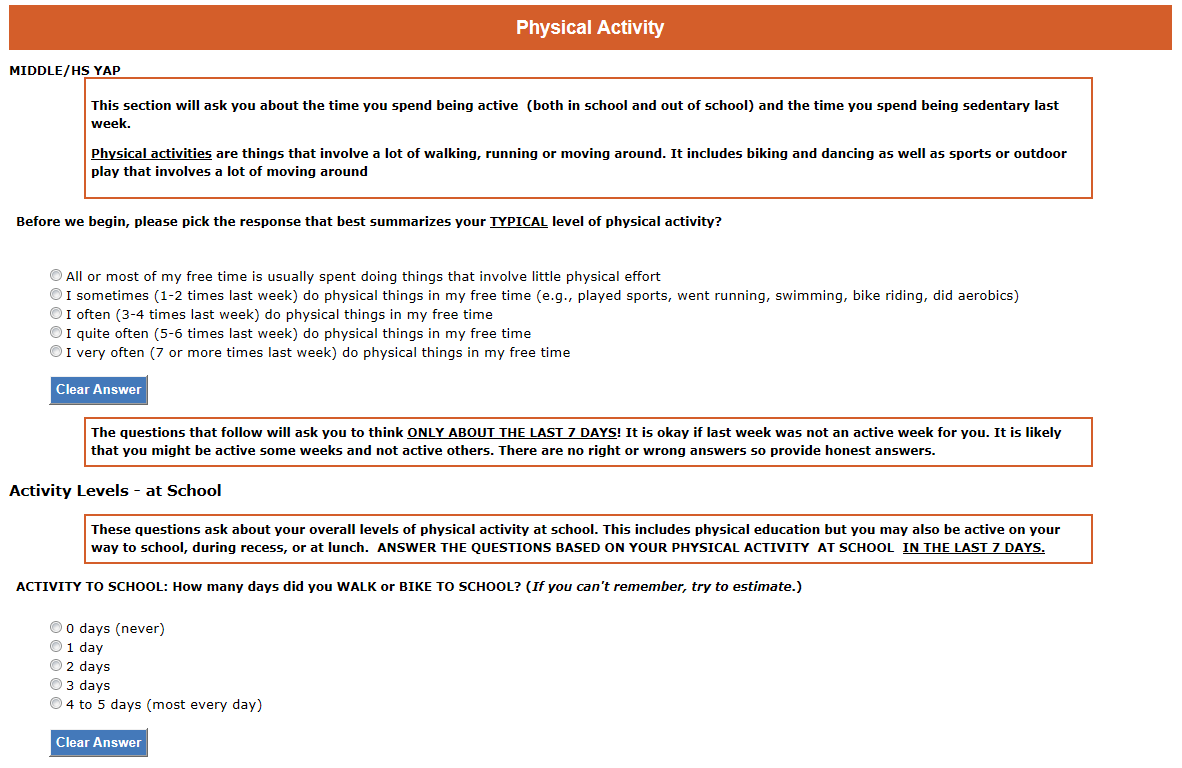 Physical Activity
MIDDLE/HS YAP
This section will ask you about the time you spend being active (both in school and out of school) and the time you spend being sedentary last
week.
Physical activities are things that involve a lot of walking, running or moving around. It includes biking and dancing as well as sports or outdoor
play that involves a lot of moving around
Before we begin, please pick the response that best summarizes your TYPICAL level of physical activity?
All or most of my free time is usually spent doing things that involve little physical effort
I sometimes (1-2 times last week) do physical things in my free time (e.g., played sports, went running, swimming, bike riding, did aerobics)
I often (3-4 times last week) do physical things in my free time
I quite often (5-6 times last week) do physical things in my free time
I very often (7 or more times last week) do physical things in my free time
Clear Answer
The questions that follow will ask you to think ONLY ABOUT THE LAST 7 DAYS! It is okay if last week was not an active week for you. It is likely
that you might be active some weeks and not active others. There are no right or wrong answers so provide honest answers.
Activity Levels - at School
These questions ask about your overall levels of physical activity at school. This includes physical education but you may also be active on your
way to school, during recess, or at lunch. ANSWER THE QUESTIONS BASED ON YOUR PHYSICAL ACTIVITY AT SCHOOL IN THE LAST 7 DAYS.
ACTIVITY TO SCHOOL: How many days did you WALK or BIKE TO SCHOOL? (If you can't remember, try to estimate.)
0 days (never)
1 day
2 days
3 days
4 to 5 days (most every day)
Clear Answer